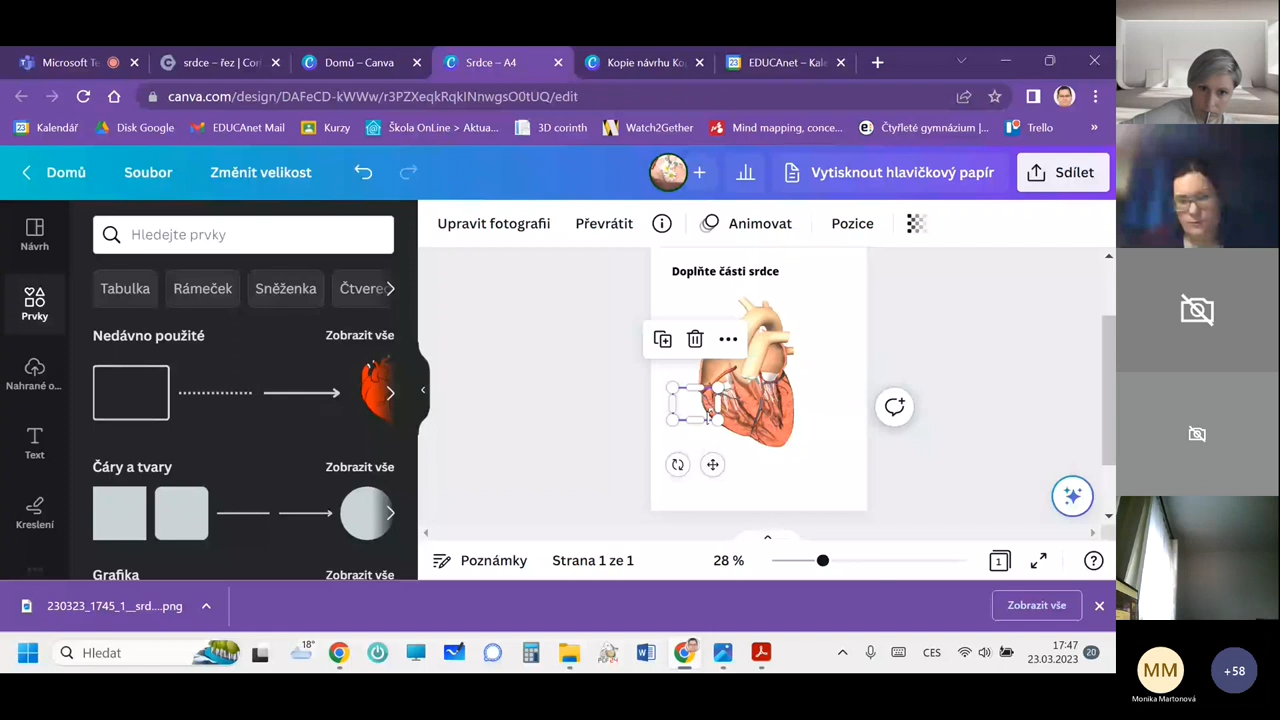 Microsoft Te
srdce – řez | Cori
Domů – Canva
Srdce – A4
Kopie návrhu Ko
EDUCAnet – Kale
canva.com/design/DAFeCD-kWWw/r3PZXeqkRqkINnwgsO0tUQ/edit
Kalendář
Disk Google
EDUCAnet Mail
Kurzy
Škola OnLine > Aktua...
3D corinth
Watch2Gether
Mind mapping, conce...
Čtyřleté gymnázium |...
Trello
»
Domů
Soubor
Změnit velikost
Vytisknout hlavičkový papír
Sdílet
Návrh
Prvky
Nahrané o...
Text
Kreslení
Hledejte prvky
Tabulka
Rámeček
Sněženka
Čtverec
Nedávno použité
Zobrazit vše
Čáry a tvary
Zobrazit vše
Grafika
Zobrazit vše
Upravit fotografii
Převrátit
Animovat
Pozice
Doplňte části srdce
Poznámky
Strana 1 ze 1
28 %
1
230323_1745_1__srd....png
Zobrazit vše
Hledat
18°
CES
17:47
23.03.2023
20
MM
Monika Martonová
+58